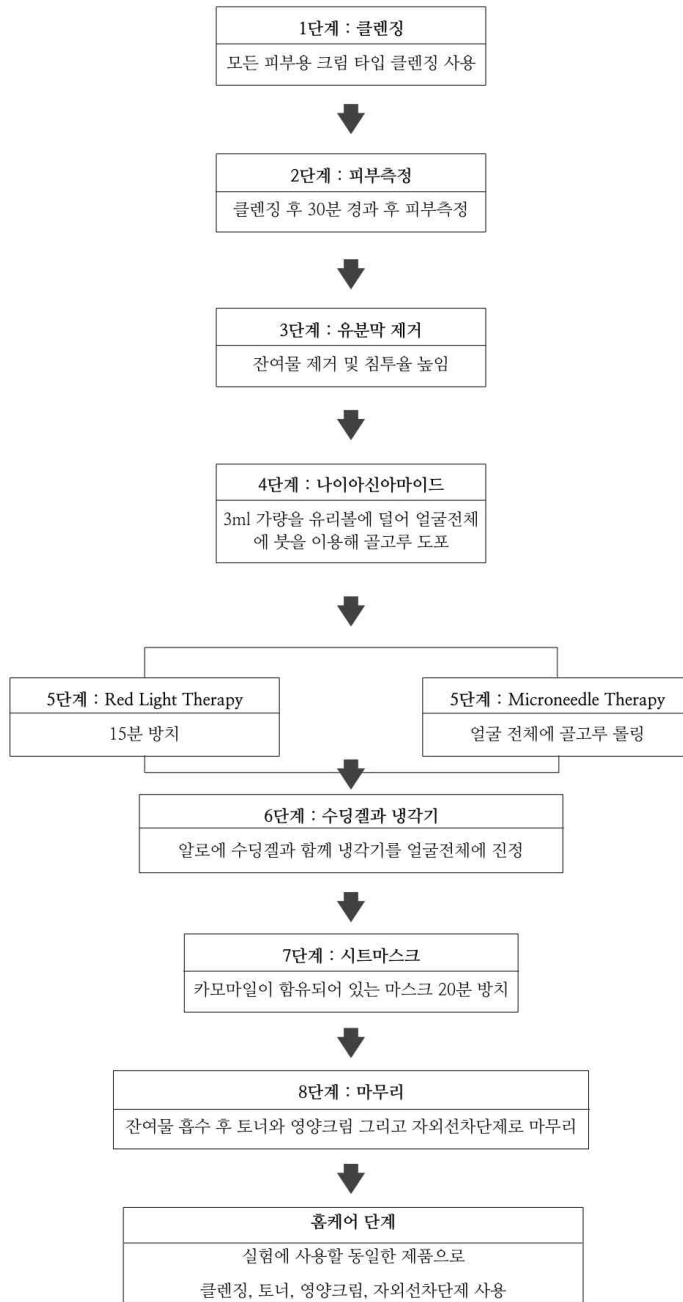 1단계 : 클렌징
모든 피부용 크림 타입 클렌징 사용
2단계 : 피부측정
클렌징 후 30분 경과 후 피부측정
3단계 : 유분막 제거
잔여물 제거 및 침투율 높임
4단계 : 나이아신아마이드
3ml 가량을 유리볼에 덜어 얼굴전체
에 붓을 이용해 골고루 도포
5단계 : Red Light Therapy
15분 방치
5단계 : Microneedle Therapy
얼굴 전체에 골고루 롤링
6단계 : 수딩겔과 냉각기
알로에 수딩겔과 함께 냉각기를 얼굴전체에 진정
7단계 : 시트마스크
카모마일이 함유되어 있는 마스크 20분 방치
8단계 : 마무리
잔여물 흡수 후 토너와 영양크림 그리고 자외선차단제로 마무리
홈케어 단계
실험에 사용할 동일한 제품으로
클렌징, 토너, 영양크림, 자외선차단제 사용